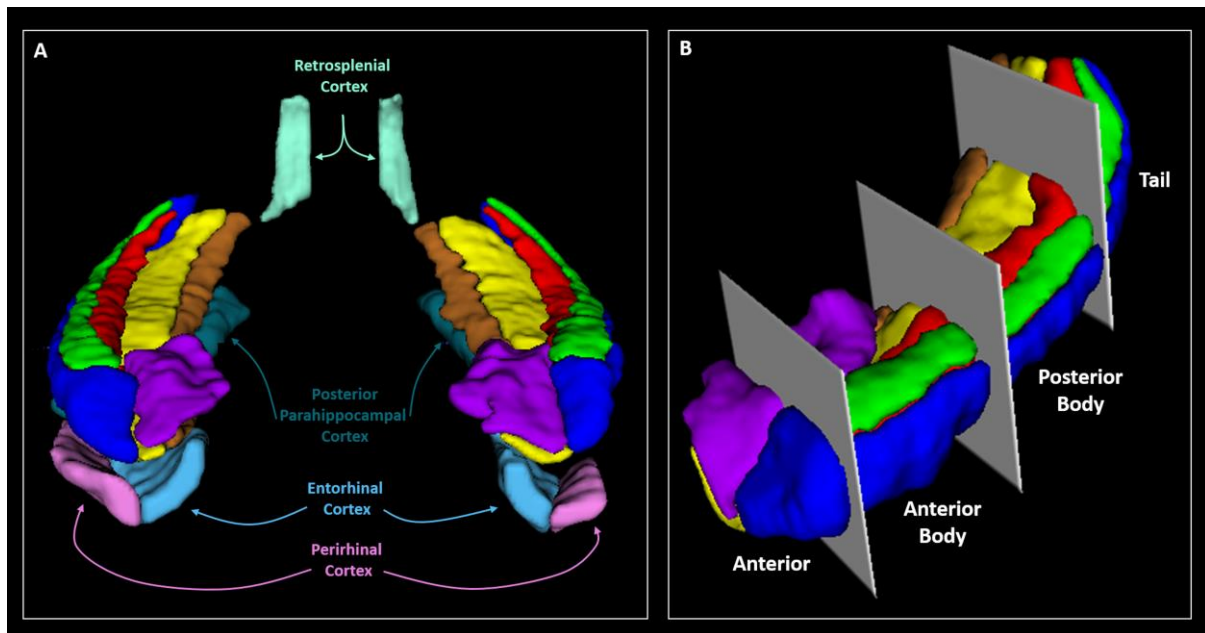 A
Retrosplenial
Cortex
Posterior
Parahippocampal
Cortex
Entorhinal
Cortex
Perirhinal
Cortex
B
Tail
Posterior
Body
Anterior
Body
Anterior